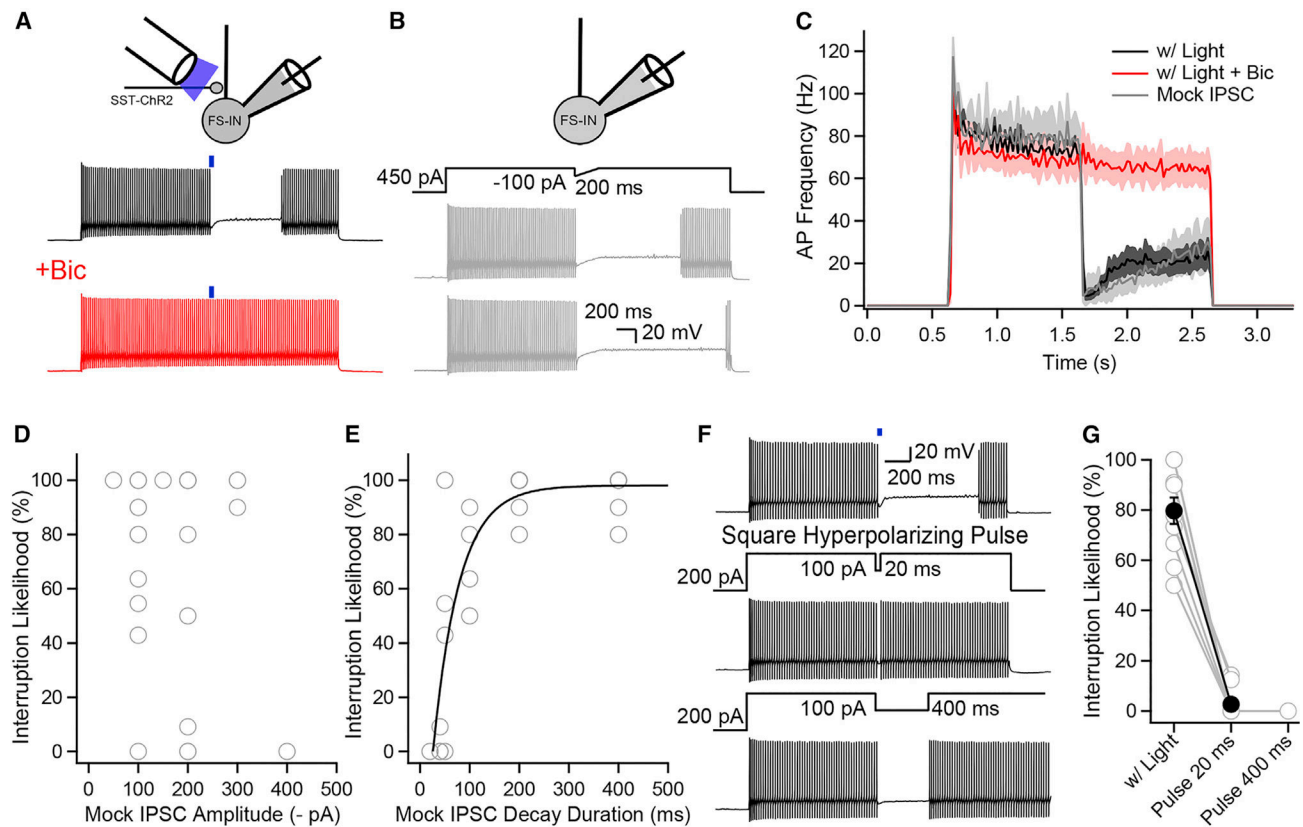 A
SST-ChR2
FS-IN
+Bic
B
FS-IN
450 pA
-100 pA
200 ms
200 ms
20 mV
C
AP Frequency (Hz)
120
100
80
60
40
20
0
w/ Light
w/ Light + Bic
Mock IPSC
0.0 0.5 1.0 1.5 2.0 2.5 3.0
Time (s)
D
Interruption Likelihood (%)
100
80
60
40
20
0
0 100 200 300 400 500
Mock IPSC Amplitude (- pA)
E
Interruption Likelihood (%)
100
80
60
40
20
0
0 100 200 300 400 500
Mock IPSC Decay Duration (ms)
F
20 mV
200 ms
Square Hyperpolarizing Pulse
200 pA
100 pA
20 ms
200 pA
100 pA
400 ms
G
Interruption Likelihood (%)
100
80
60
40
20
0
w/ Light
Pulse 20 ms
Pulse 400 ms